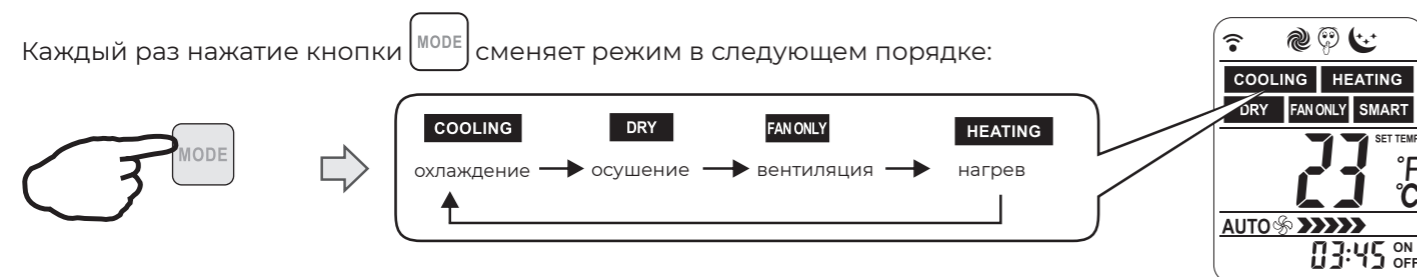 Каждый раз нажатие кнопки MODE сменяет режим в следующем порядке:
MODE
COOLING DRY FAN ONLY HEATING
охлаждение осушение вентиляция нагрев
COOLING HEATING
DRY FAN ONLY SMART
SET TEMP
23 °F
°C
AUTO
03:45 ON
OFF